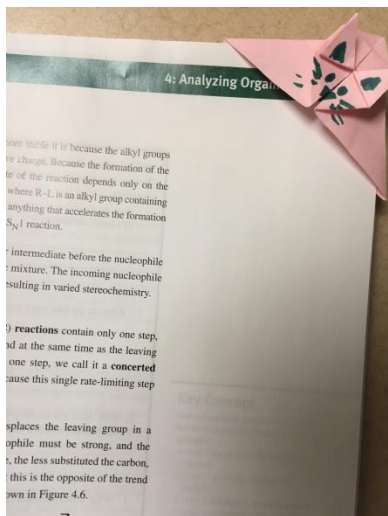 4: Analyzing Orga
more stable it is because the alkyl groups
ve charge. Because the formation of the
te of the reaction depends only on the
where R–L is an alkyl group containing
anything that accelerates the formation
SN1 reaction.
intermediate before the nucleophile
mixture. The incoming nucleophile
esulting in varied stereochemistry.
) reactions contain only one step,
nd at the same time as the leaving
one step, we call it a concerted
cause this single rate-limiting step
splaces the leaving group in a
ophile must be strong, and the
e, the less substituted the carbon,
this is the opposite of the trend
own in Figure 4.6.
Key Concept